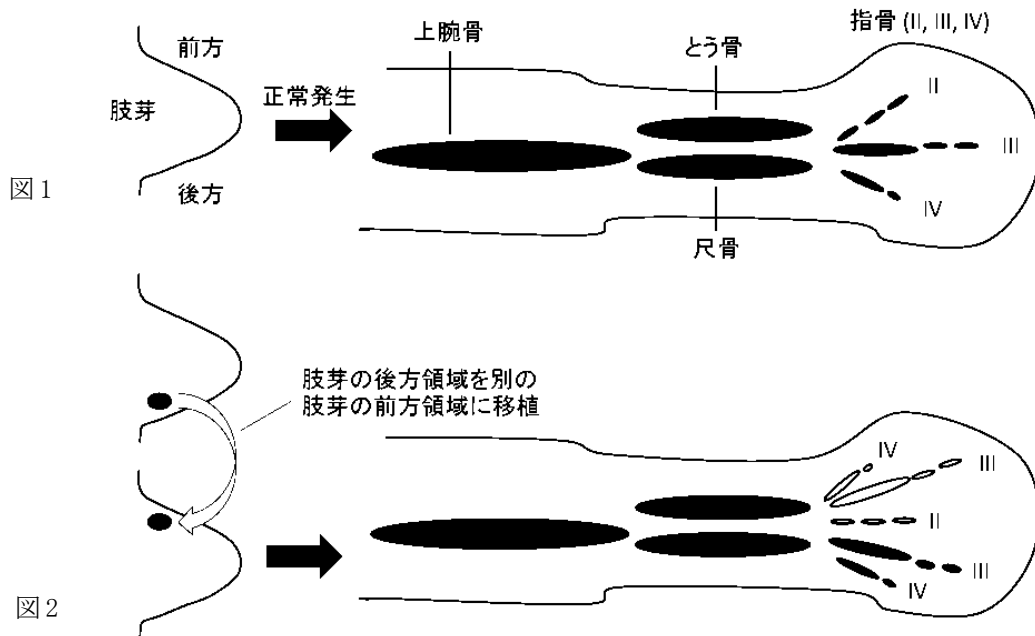 図1
前方
肢芽
後方
正常発生
上腕骨
とう骨
尺骨
指骨 (II, III, IV)
II
III
IV
図2
肢芽の後方領域を別の
肢芽の前方領域に移植
IV
III
II
III
IV